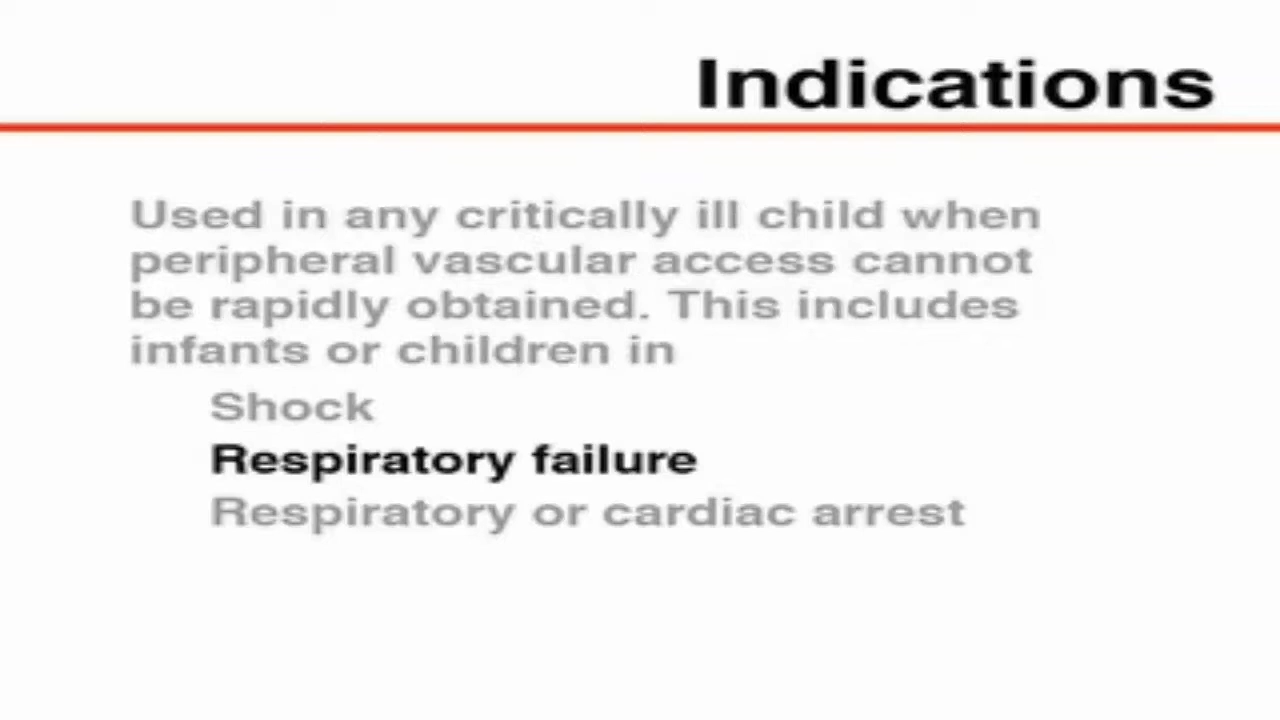 Indications
Used in any critically ill child when
peripheral vascular access cannot
be rapidly obtained. This includes
infants or children in
Shock
Respiratory failure
Respiratory or cardiac arrest